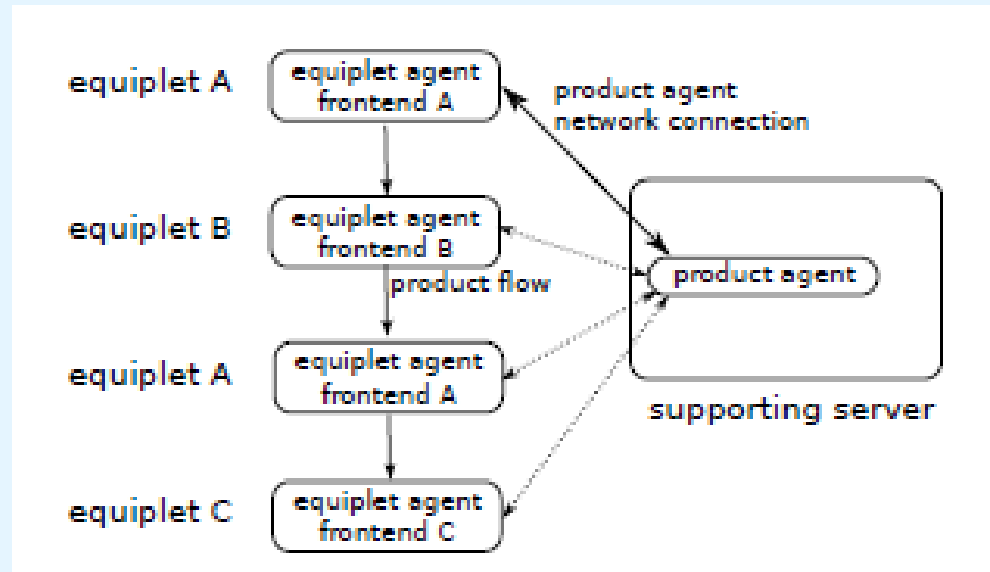 equiplet A
equiplet agent
frontend A
product agent
network connection
equiplet B
equiplet agent
frontend B
product agent
product flow
equiplet A
equiplet agent
frontend A
supporting server
equiplet C
equiplet agent
frontend C